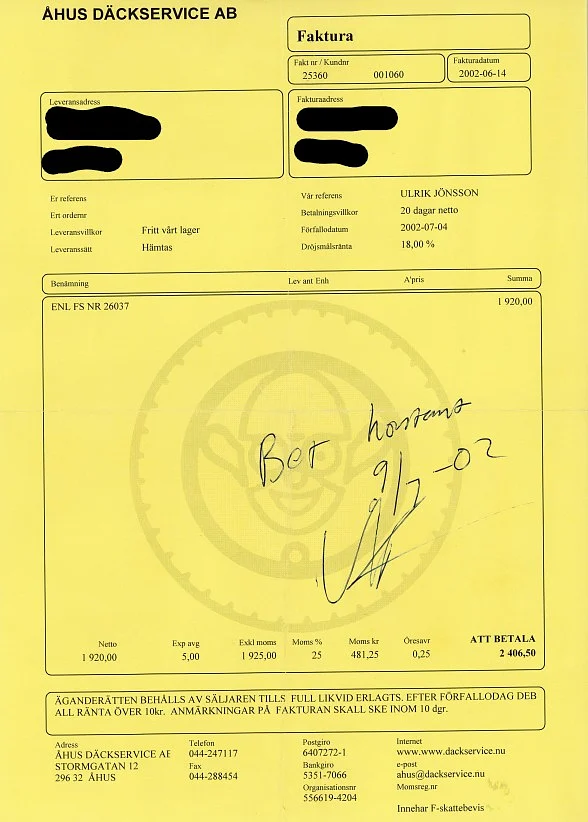 ÅHUS DÄCKSERVICE AB
Faktura
Fakt nr / Kundnr
25360 001060
Fakturadatum
2002-06-14
Leveransadress
Fakturaadress
Er referens
Ert ordernr
Leveransvillkor Fritt vårt lager
Leveranssätt Hämtas
Vår referens ULRIK JÖNSSON
Betalningsvillkor 20 dagar netto
Förfallodatum 2002-07-04
Dröjsmålsränta 18,00 %
Benämning Lev ant Enh A'pris Summa
ENL FS NR 26037 1 920,00
Bet kontant
9/7-02
Netto Exp avg Exkl moms Moms % Moms kr Öresavr ATT BETALA
1 920,00 5,00 1 925,00 25 481,25 0,25 2 406,50
ÄGANDERÄTTEN BEHÅLLS AV SÄLJAREN TILLS FULL LIKVID ERLAGTS. EFTER FÖRFALLODAG DEB
ALL RÄNTA ÖVER 10kr. ANMÄRKNINGAR PÅ FAKTURAN SKALL SKE INOM 10 dgr.
Adress
ÅHUS DÄCKSERVICE AB
STORMGATAN 12
296 32 ÅHUS
Telefon
044-247117
Fax
044-288454
Postgiro
6407272-1
Bankgiro
5351-7066
Organisationsnr
556619-4204
Internet
www.www.dackservice.nu
e-post
ahus@dackservice.nu
Momsreg.nr
Innehar F-skattebevis